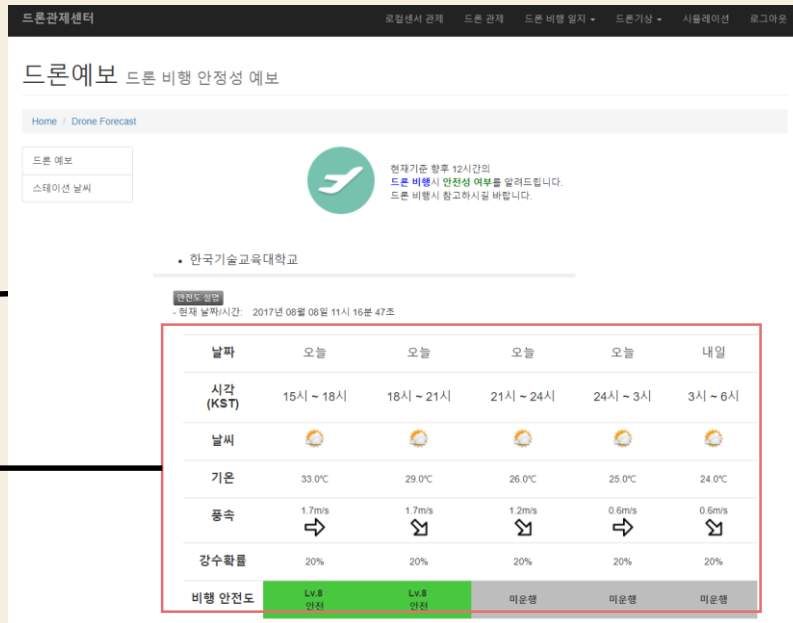 드론관제센터 로컬센서 관제 드론 관제 드론 비행 일지 드론기상 시뮬레이션 로그아웃
드론예보 드론 비행 안정성 예보
Home / Drone Forecast
드론 예보
스테이션 날씨
현재기준 향후 12시간의
드론 비행시 안전성 여부를 알려드립니다.
드론 비행시 참고하시길 바랍니다.
• 한국기술교육대학교
안전도 설명
- 현재 날짜/시간: 2017년 08월 08일 11시 16분 47초
날짜 오늘 오늘 오늘 오늘 내일
시각 (KST) 15시 ~ 18시 18시 ~ 21시 21시 ~ 24시 24시 ~ 3시 3시 ~ 6시
날씨
기온 33.0℃ 29.0℃ 26.0℃ 25.0℃ 24.0℃
풍속 1.7m/s 1.7m/s 1.2m/s 0.6m/s 0.6m/s
강수확률 20% 20% 20% 20% 20%
비행 안전도 Lv.8 안전 Lv.8 안전 미운행 미운행 미운행